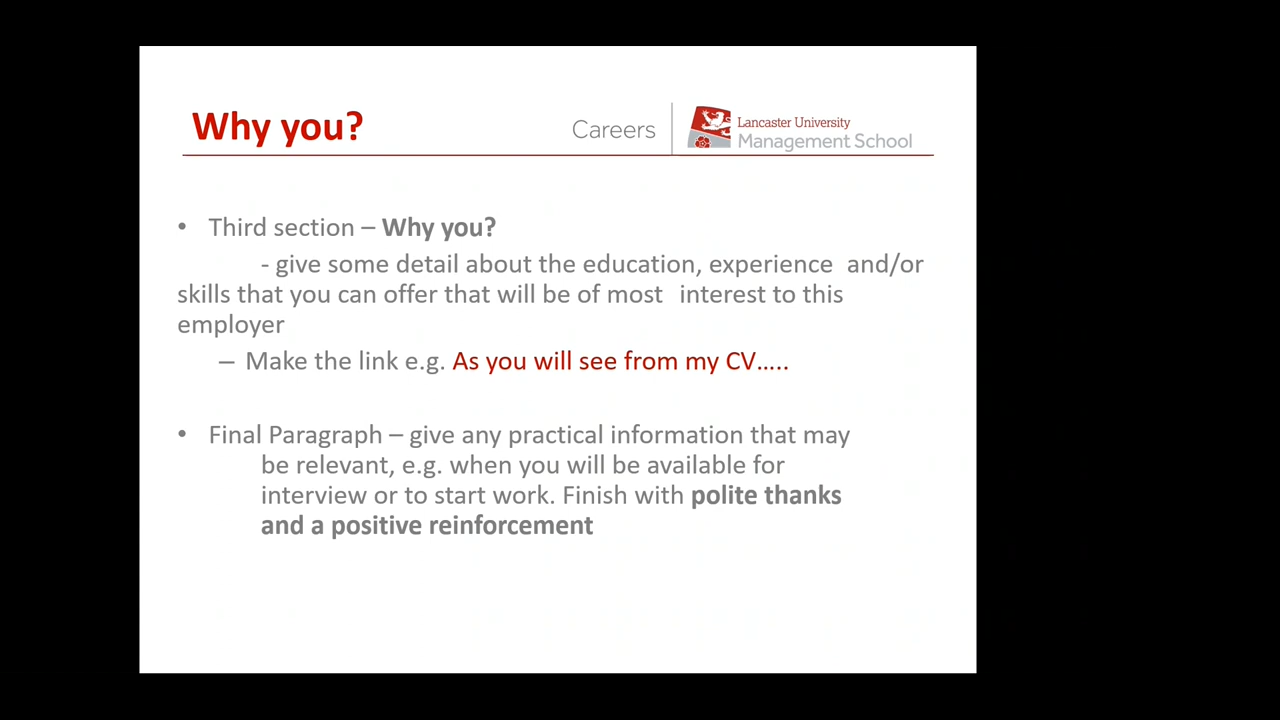 Why you?
Careers
Lancaster University
Management School
• Third section – Why you?
- give some detail about the education, experience and/or
skills that you can offer that will be of most interest to this
employer
– Make the link e.g. As you will see from my CV…..
• Final Paragraph – give any practical information that may
be relevant, e.g. when you will be available for
interview or to start work. Finish with polite thanks
and a positive reinforcement